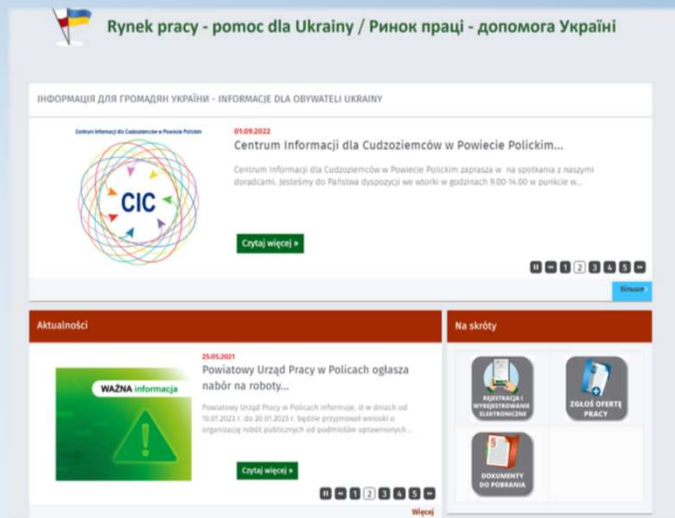 Rynek pracy - pomoc dla Ukrainy / Ринок праці - допомога Україні
ІНФОРМАЦІЯ ДЛЯ ГРОМАДЯН УКРАЇНИ - INFORMACJE DLA OBYWATELI UKRAINY
Centrum Informacji dla Cudzoziemców w Powiecie Polickim
CIC
01.09.2022
Centrum Informacji dla Cudzoziemców w Powiecie Polickim...
Centrum Informacji dla Cudzoziemców w Powiecie Polickim zaprasza w na spotkania z naszymi
doradcami. Jesteśmy do Państwa dyspozycji we wtorki w godzinach 9.00-14.00 w punkcie w...
Czytaj więcej »
1 2 3 4 5
більше
Aktualności
WAŻNA informacja
25.05.2021
Powiatowy Urząd Pracy w Policach ogłasza
nabór na roboty...
Powiatowy Urząd Pracy w Policach informuje, iż w dniach od
10.01.2023 r. do 20.01.2023 r. będzie przyjmował wnioski o
organizację robót publicznych od podmiotów uprawnionych...
Czytaj więcej »
1 2 3 4 5
Więcej
Na skróty
REJESTRACJA I
WYREJESTROWANIE
ELEKTRONICZNE
ZGŁOŚ OFERTĘ
PRACY
DOKUMENTY
DO POBRANIA